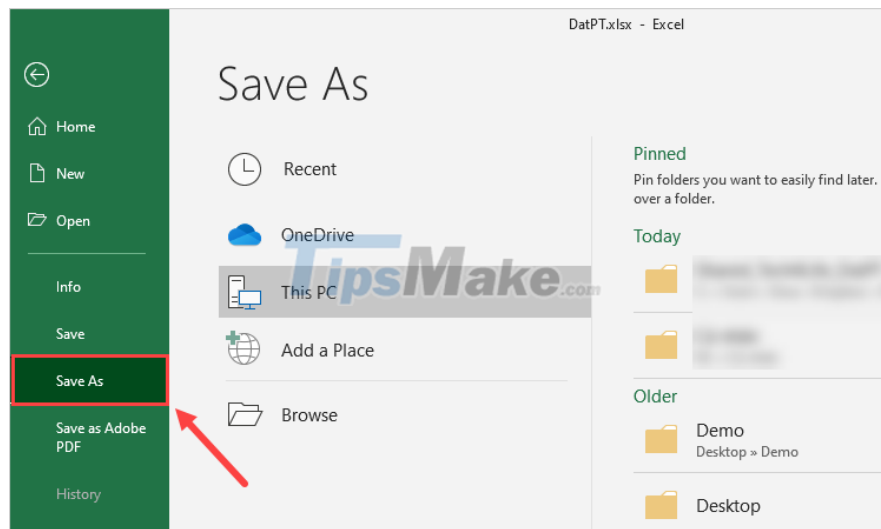 DatPT.xlsx - Excel
Home
New
Open
Info
Save
Save As
Save as Adobe
PDF
History
Save As
Recent
OneDrive
This PC
Add a Place
Browse
TipsMake.com
Pinned
Pin folders you want to easily find later.
over a folder.
Today
Older
Demo
Desktop » Demo
Desktop